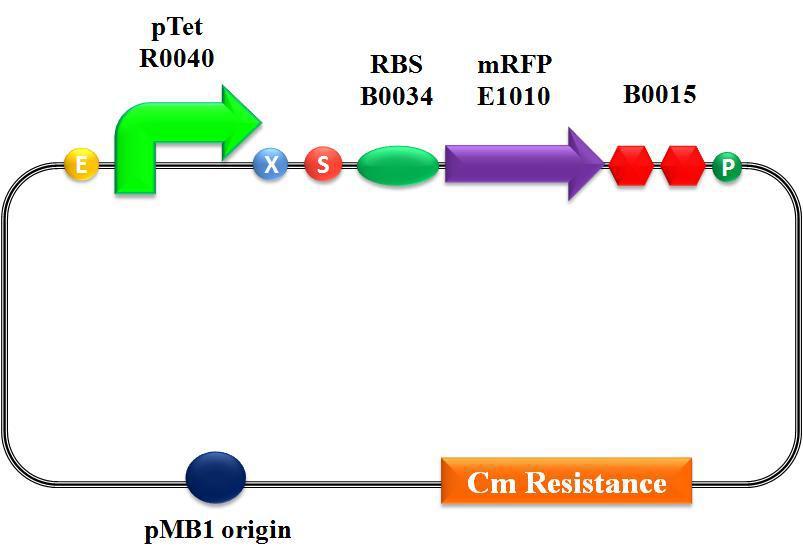 pTet
R0040
RBS
B0034
mRFP
E1010
B0015
E
X
S
P
Cm Resistance
pMB1 origin